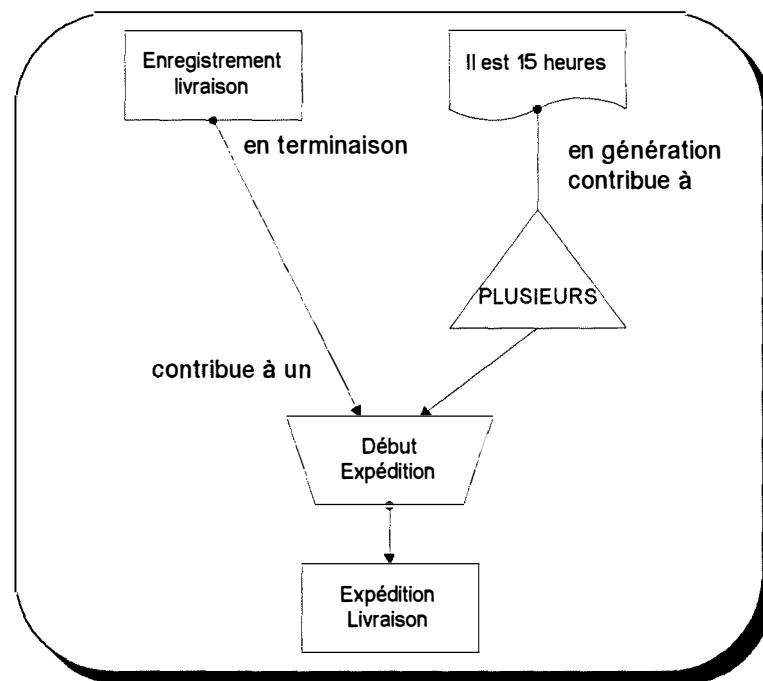 Enregistrement
livraison
Il est 15 heures
en terminaison
en génération
contribue à
PLUSIEURS
contribue à un
Début
Expédition
Expédition
Livraison